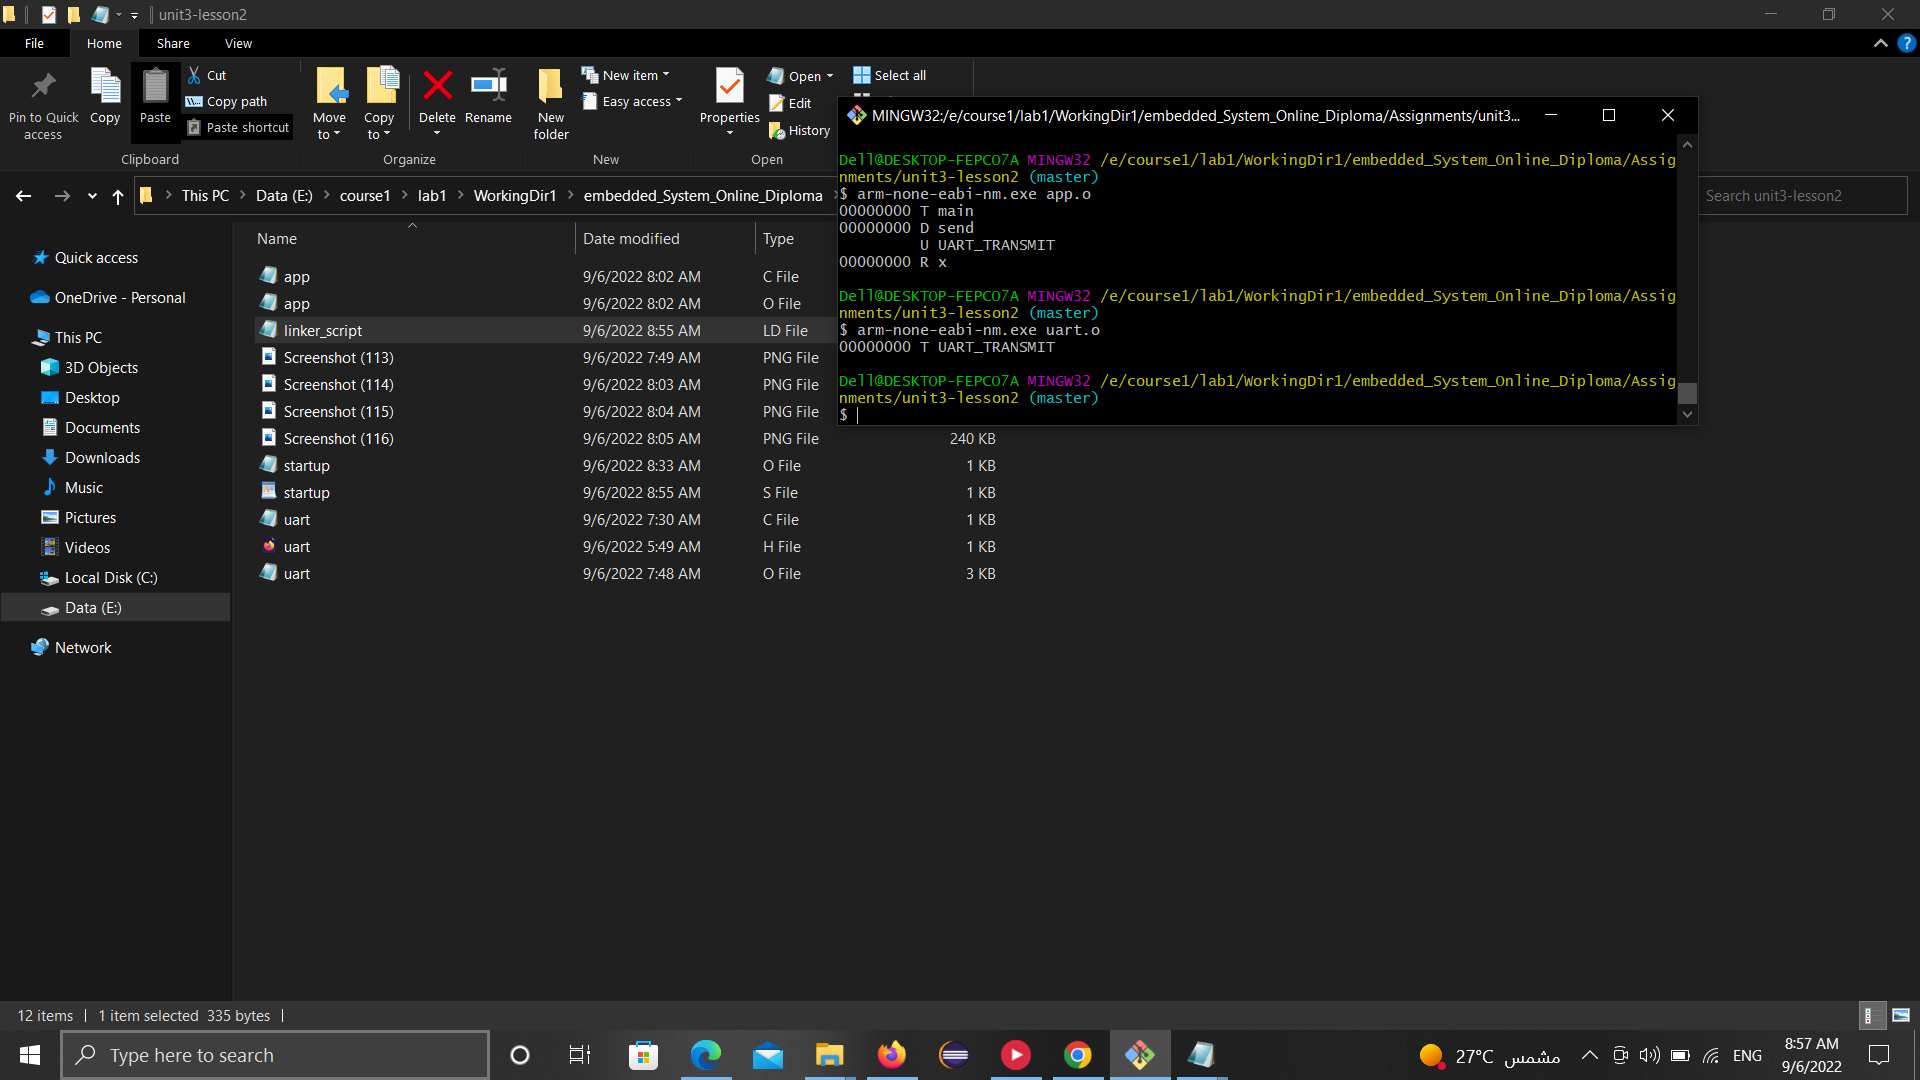 unit3-lesson2
File
Home
Share
View
Pin to Quick access
Copy
Paste
Cut
Copy path
Paste shortcut
Clipboard
Move to
Copy to
Delete
Rename
Organize
New folder
New item
Easy access
New
Properties
Open
Edit
History
Open
Select all
This PC
Data (E:)
course1
lab1
WorkingDir1
embedded_System_Online_Diploma
Search unit3-lesson2
Quick access
OneDrive - Personal
This PC
3D Objects
Desktop
Documents
Downloads
Music
Pictures
Videos
Local Disk (C:)
Data (E:)
Network
Name Date modified Type
app 9/6/2022 8:02 AM C File
app 9/6/2022 8:02 AM O File
linker_script 9/6/2022 8:55 AM LD File
Screenshot (113) 9/6/2022 7:49 AM PNG File
Screenshot (114) 9/6/2022 8:03 AM PNG File
Screenshot (115) 9/6/2022 8:04 AM PNG File
Screenshot (116) 9/6/2022 8:05 AM PNG File 240 KB
startup 9/6/2022 8:33 AM O File 1 KB
startup 9/6/2022 8:55 AM S File 1 KB
uart 9/6/2022 7:30 AM C File 1 KB
uart 9/6/2022 5:49 AM H File 1 KB
uart 9/6/2022 7:48 AM O File 3 KB
MINGW32:/e/course1/lab1/WorkingDir1/embedded_System_Online_Diploma/Assignments/unit3...
Dell@DESKTOP-FEPCO7A MINGW32 /e/course1/lab1/WorkingDir1/embedded_System_Online_Diploma/Assig
nments/unit3-lesson2 (master)
$ arm-none-eabi-nm.exe app.o
00000000 T main
00000000 D send
U UART_TRANSMIT
00000000 R x
Dell@DESKTOP-FEPCO7A MINGW32 /e/course1/lab1/WorkingDir1/embedded_System_Online_Diploma/Assig
nments/unit3-lesson2 (master)
$ arm-none-eabi-nm.exe uart.o
00000000 T UART_TRANSMIT
Dell@DESKTOP-FEPCO7A MINGW32 /e/course1/lab1/WorkingDir1/embedded_System_Online_Diploma/Assig
nments/unit3-lesson2 (master)
$
12 items 1 item selected 335 bytes
Type here to search
27°C مشمس
ENG
8:57 AM
9/6/2022